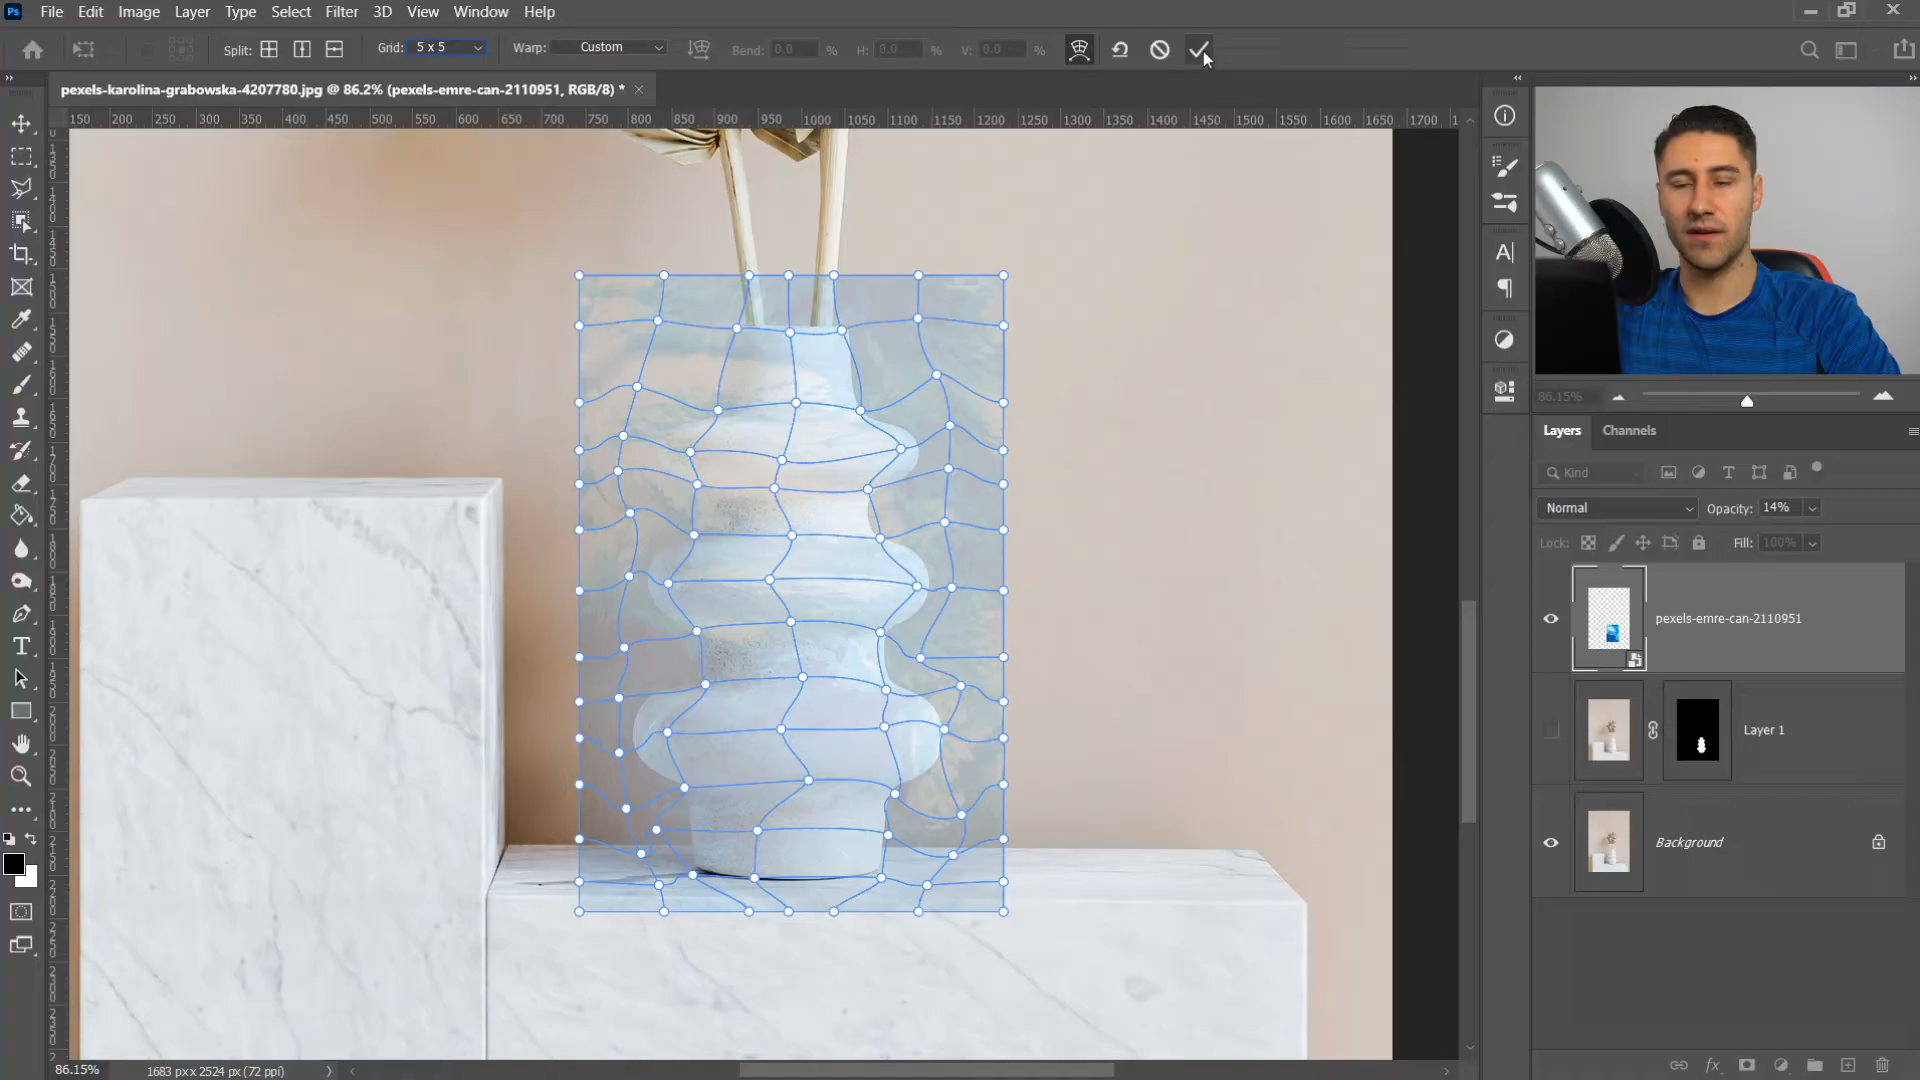 Ps File Edit Image Layer Type Select Filter 3D View Window Help
Split: Grid: 5 x 5 Warp: Custom Bend: 0.0 % H: 0.0 % V: 0.0 %
pexels-karolina-grabowska-4207780.jpg @ 86.2% (pexels-emre-can-2110951, RGB/8) *
150 200 250 300 350 400 450 500 550 600 650 700 750 800 850 900 950 1000 1050 1100 1150 1200 1250 1300 1350 1400 1450 1500 1550 1600 1650 1700 1
86.15%
Layers Channels
Kind
Normal Opacity: 14%
Lock: Fill: 100%
pexels-emre-can-2110951
Layer 1
Background
86.15% 1683 px x 2524 px (72 ppi)